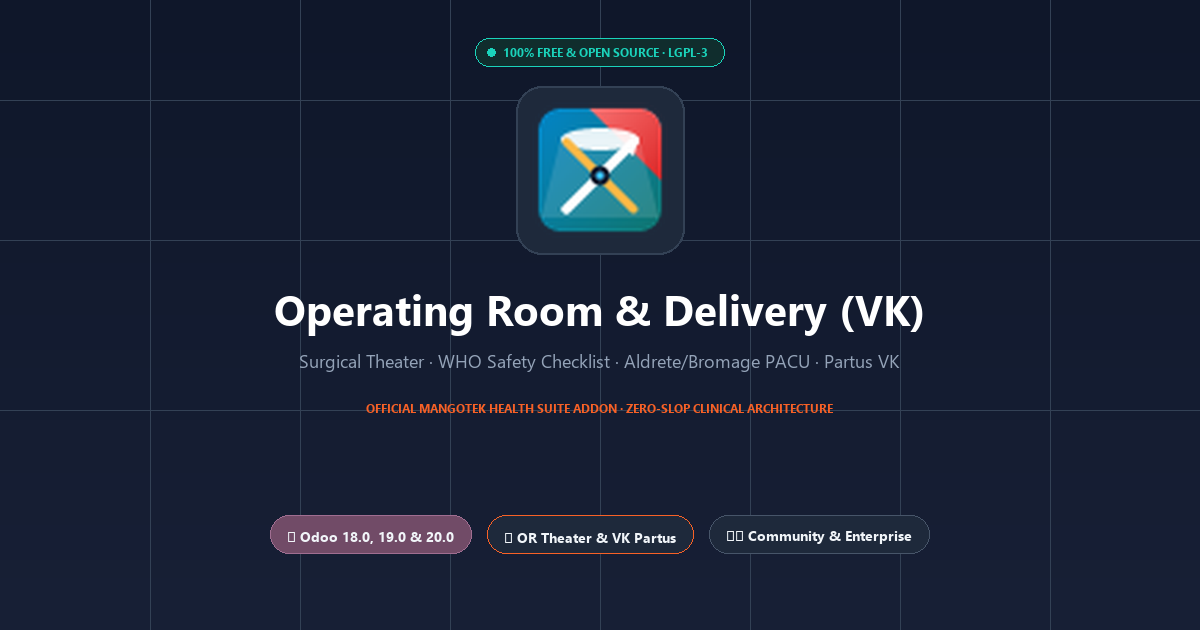 100% FREE & OPEN SOURCE · LGPL-3
Operating Room & Delivery (VK)
Surgical Theater · WHO Safety Checklist · Aldrete/Bromage PACU · Partus VK
OFFICIAL MANGOTEK HEALTH SUITE ADDON · ZERO-SLOP CLINICAL ARCHITECTURE
Odoo 18.0, 19.0 & 20.0
OR Theater & VK Partus
Community & Enterprise